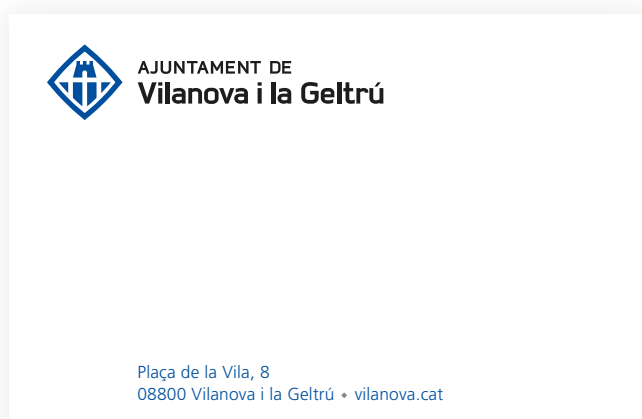 AJUNTAMENT DE
Vilanova i la Geltrú
Plaça de la Vila, 8
08800 Vilanova i la Geltrú • vilanova.cat